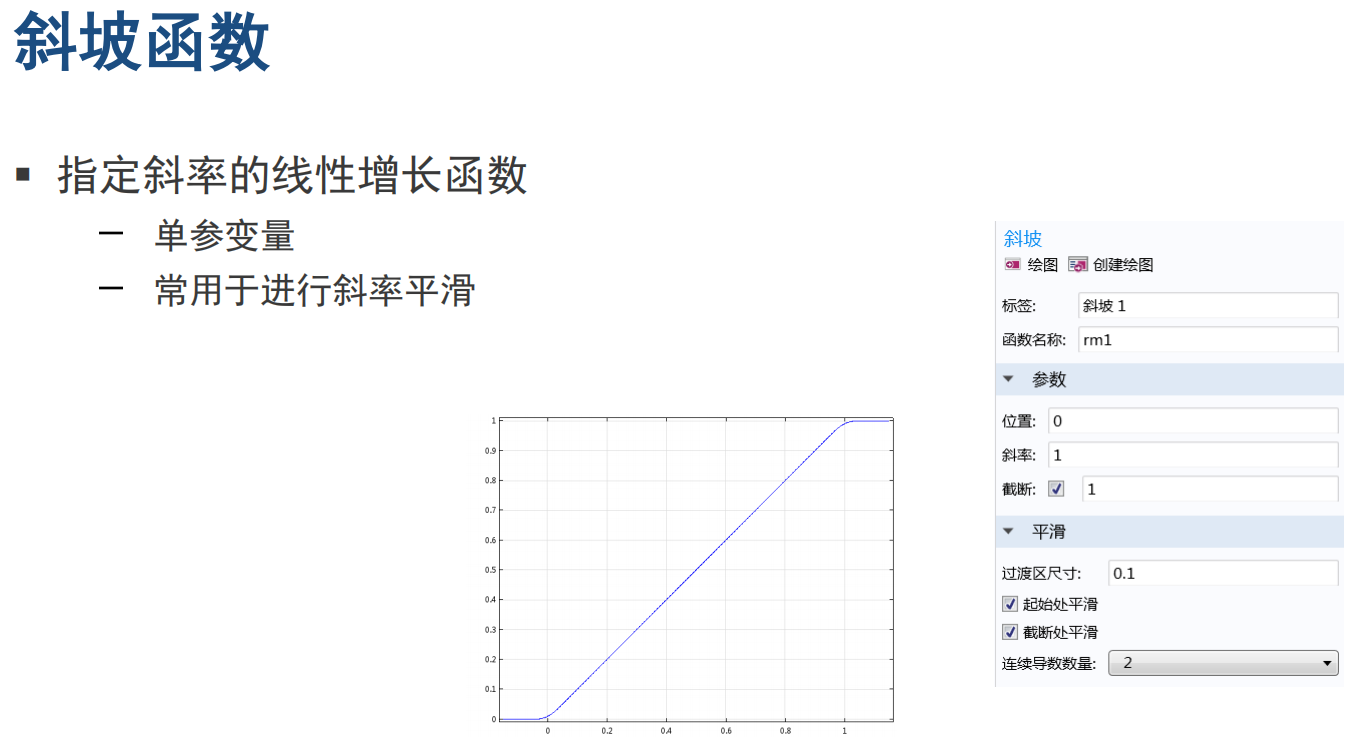 斜坡函数
指定斜率的线性增长函数
单参变量
常用于进行斜率平滑
斜坡
绘图 创建绘图
标签: 斜坡 1
函数名称: rm1
参数
位置: 0
斜率: 1
截断: 1
平滑
过渡区尺寸: 0.1
起始处平滑
截断处平滑
连续导数数量: 2
1
0.9
0.8
0.7
0.6
0.5
0.4
0.3
0.2
0.1
0
0 0.2 0.4 0.6 0.8 1